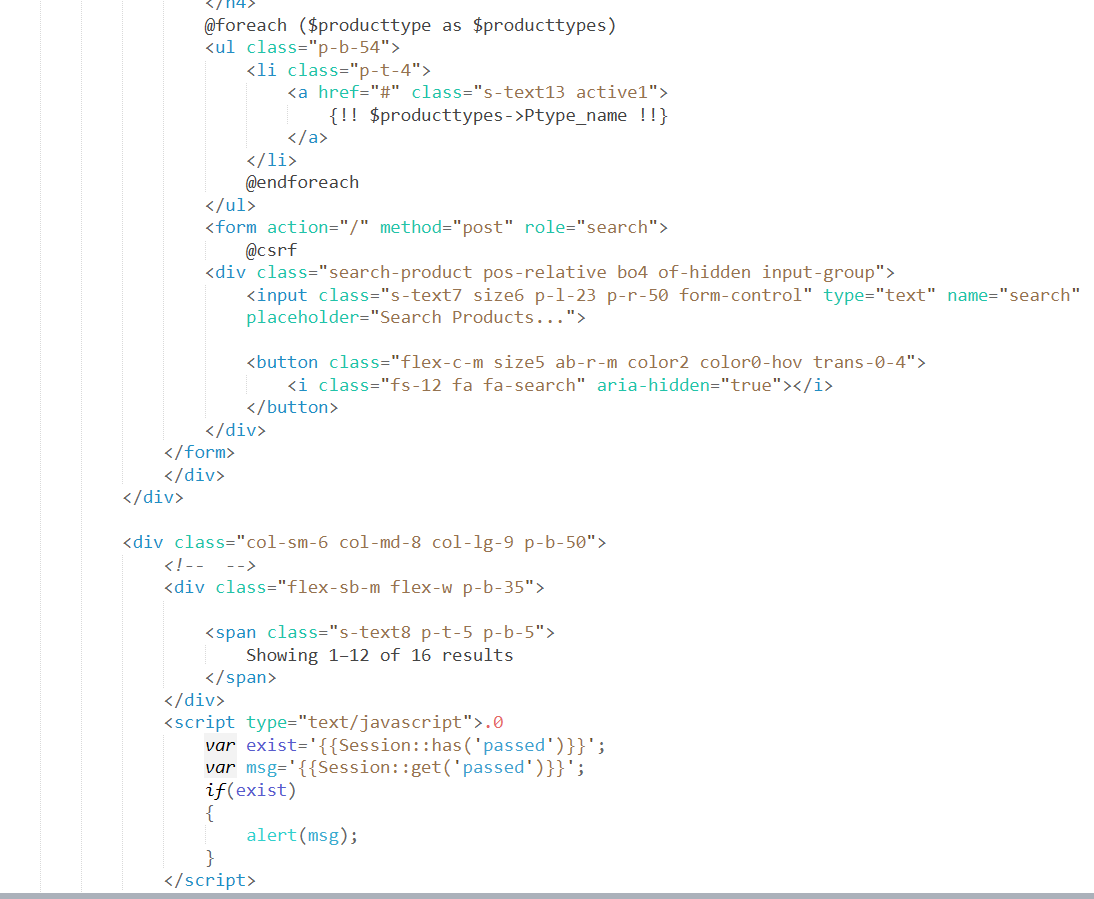 </h4>
@foreach ($producttype as $producttypes)
<ul class="p-b-54">
<li class="p-t-4">
<a href="#" class="s-text13 active1">
{!! $producttypes->Ptype_name !!}
</a>
</li>
@endforeach
</ul>
<form action="/" method="post" role="search">
@csrf
<div class="search-product pos-relative bo4 of-hidden input-group">
<input class="s-text7 size6 p-l-23 p-r-50 form-control" type="text" name="search"
placeholder="Search Products...">
<button class="flex-c-m size5 ab-r-m color2 color0-hov trans-0-4">
<i class="fs-12 fa fa-search" aria-hidden="true"></i>
</button>
</div>
</form>
</div>
</div>
<div class="col-sm-6 col-md-8 col-lg-9 p-b-50">
<!--  -->
<div class="flex-sb-m flex-w p-b-35">
<span class="s-text8 p-t-5 p-b-5">
Showing 1–12 of 16 results
</span>
</div>
<script type="text/javascript">.0
var exist='{{Session::has('passed')}}';
var msg='{{Session::get('passed')}}';
if(exist)
{
alert(msg);
}
</script>